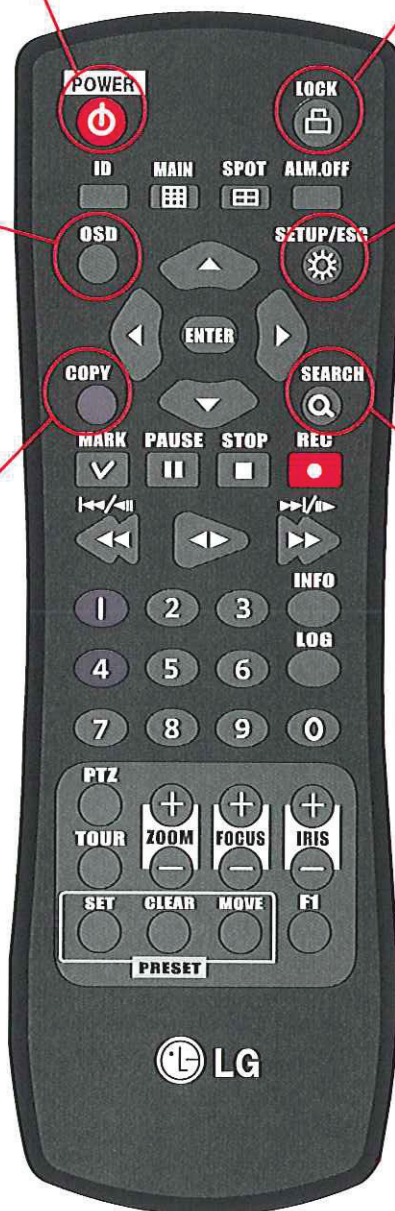 POWER LOCK
ID MAIN SPOT ALM.OFF
OSD SETUP/ESC
ENTER
COPY SEARCH
MARK PAUSE STOP REC
INFO
1 2 3
LOG
4 5 6
7 8 9 0
PTZ
TOUR ZOOM FOCUS IRIS
SET CLEAR MOVE F1
PRESET
LG